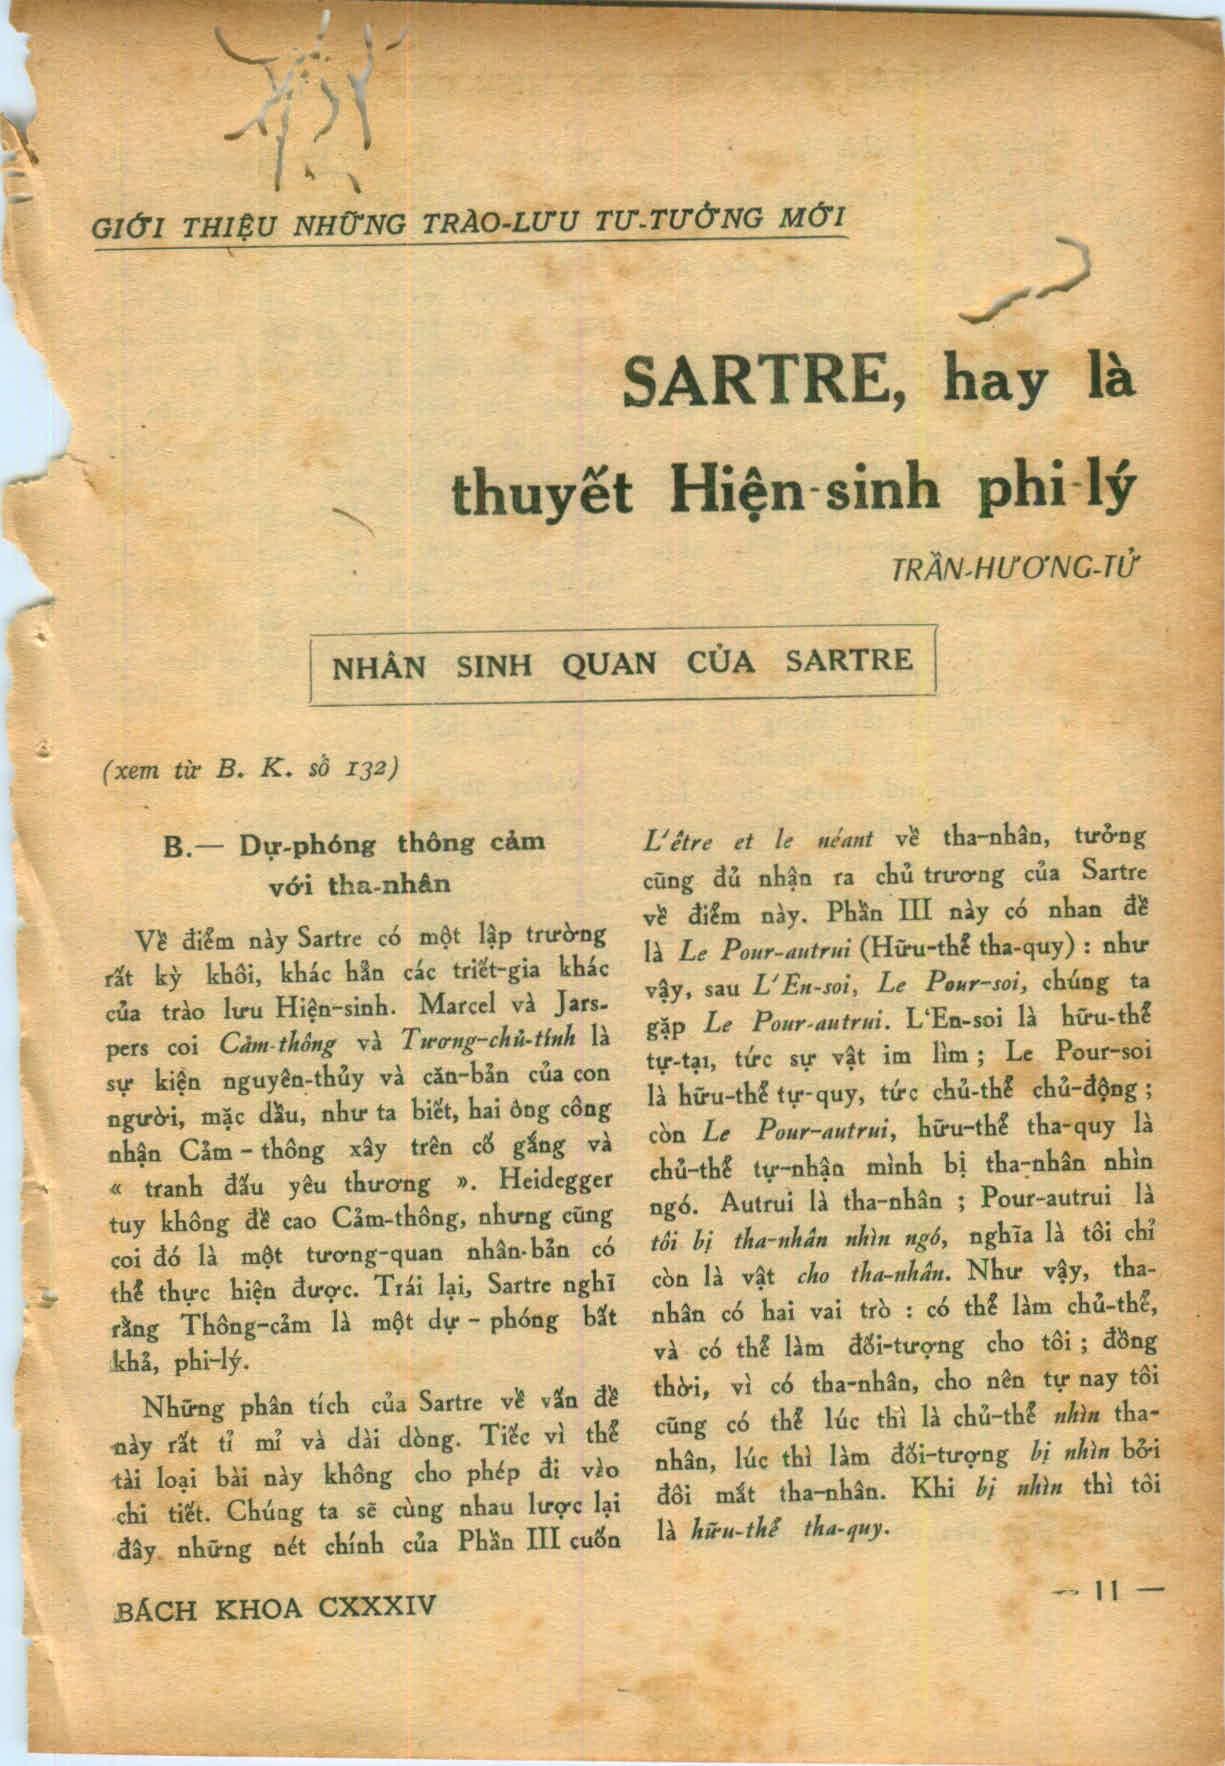 GIỚI THIỆU NHỮNG TRÀO-LƯU TƯ-TƯỞNG MỚI
SARTRE, hay là
thuyết Hiện-sinh phi-lý
TRẦN-HƯƠNG-TỬ
NHÂN SINH QUAN CỦA SARTRE
(xem từ B. K. số 132)
B.— Dự-phóng thông cảm
với tha-nhân
Về điểm này Sartre có một lập trường
rất kỳ khôi, khác hẳn các triết-gia khác
của trào lưu Hiện-sinh. Marcel và Jars-
pers coi Cảm-thông và Tương-chủ-tính là
sự kiện nguyên-thủy và căn-bản của con
người, mặc dầu, như ta biết, hai ông công
nhận Cảm - thông xây trên cố gắng và
« tranh đấu yêu thương ». Heidegger
tuy không đề cao Cảm-thông, nhưng cũng
coi đó là một tương-quan nhân-bản có
thể thực hiện được. Trái lại, Sartre nghĩ
rằng Thông-cảm là một dự - phóng bất
khả, phi-lý.
Những phân tích của Sartre về vấn đề
này rất tỉ mỉ và dài dòng. Tiếc vì thể
tài loại bài này không cho phép đi vào
chi tiết. Chúng ta sẽ cùng nhau lược lại
đây những nét chính của Phần III cuốn
L'être et le néant về tha-nhân, tưởng
cũng đủ nhận ra chủ trương của Sartre
về điểm này. Phần III này có nhan đề
là Le Pour-autrui (Hữu-thể tha-quy) : như
vậy, sau L'En-soi, Le Pour-soi, chúng ta
gặp Le Pour-autrui. L'En-soi là hữu-thể
tự-tại, tức sự vật im lìm ; Le Pour-soi
là hữu-thể tự-quy, tức chủ-thể chủ-động ;
còn Le Pour-autrui, hữu-thể tha-quy là
chủ-thể tự-nhận mình bị tha-nhân nhìn
ngó. Autrui là tha-nhân ; Pour-autrui là
tôi bị tha-nhân nhìn ngó, nghĩa là tôi chỉ
còn là vật cho tha-nhân. Như vậy, tha-
nhân có hai vai trò : có thể làm chủ-thể,
và có thể làm đối-tượng cho tôi ; đồng
thời, vì có tha-nhân, cho nên tự nay tôi
cũng có thể lúc thì là chủ-thể nhìn tha-
nhân, lúc thì làm đối-tượng bị nhìn bởi
đôi mắt tha-nhân. Khi bị nhìn thì tôi
là hữu-thể tha-quy.
BÁCH KHOA CXXXIV
— 11 —